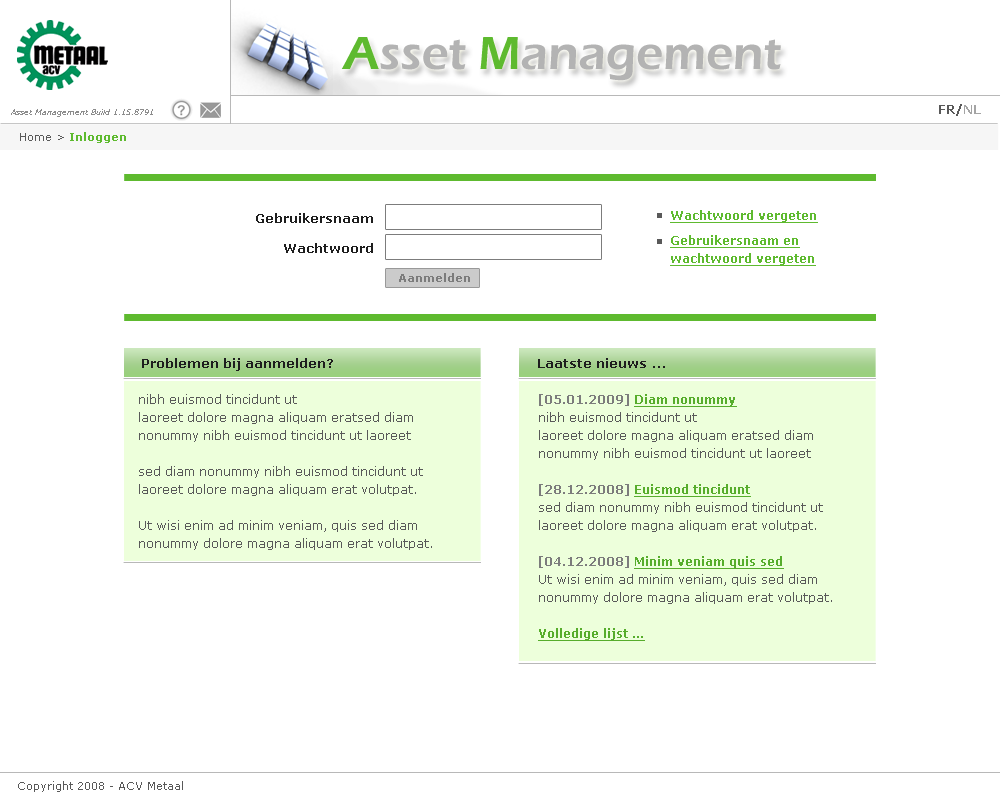 METAAL
acv
Asset Management
Asset Management Build 1.15.8791
?
FR/NL
Home > Inloggen
Gebruikersnaam
Wachtwoord
Aanmelden
Wachtwoord vergeten
Gebruikersnaam en
wachtwoord vergeten
Problemen bij aanmelden?
nibh euismod tincidunt ut
laoreet dolore magna aliquam eratsed diam
nonummy nibh euismod tincidunt ut laoreet
sed diam nonummy nibh euismod tincidunt ut
laoreet dolore magna aliquam erat volutpat.
Ut wisi enim ad minim veniam, quis sed diam
nonummy dolore magna aliquam erat volutpat.
Laatste nieuws ...
[05.01.2009] Diam nonummy
nibh euismod tincidunt ut
laoreet dolore magna aliquam eratsed diam
nonummy nibh euismod tincidunt ut laoreet
[28.12.2008] Euismod tincidunt
sed diam nonummy nibh euismod tincidunt ut
laoreet dolore magna aliquam erat volutpat.
[04.12.2008] Minim veniam quis sed
Ut wisi enim ad minim veniam, quis sed diam
nonummy dolore magna aliquam erat volutpat.
Volledige lijst ...
Copyright 2008 - ACV Metaal